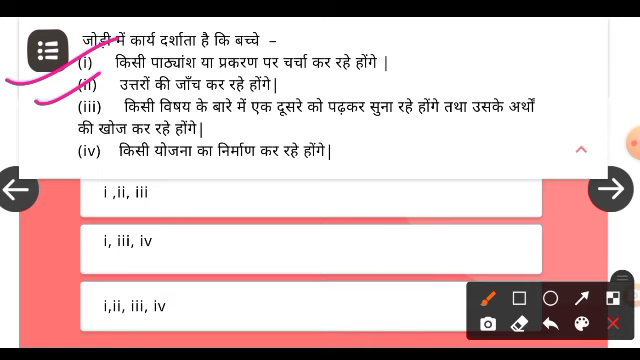 जोड़ी में कार्य दर्शाता है कि बच्चे –
(i) किसी पाठ्यांश या प्रकरण पर चर्चा कर रहे होंगे |
(ii) उत्तरों की जाँच कर रहे होंगे|
(iii) किसी विषय के बारे में एक दूसरे को पढ़कर सुना रहे होंगे तथा उसके अर्थों
की खोज कर रहे होंगे|
(iv) किसी योजना का निर्माण कर रहे होंगे|
i ,ii, iii
i, iii, iv
i,ii, iii, iv